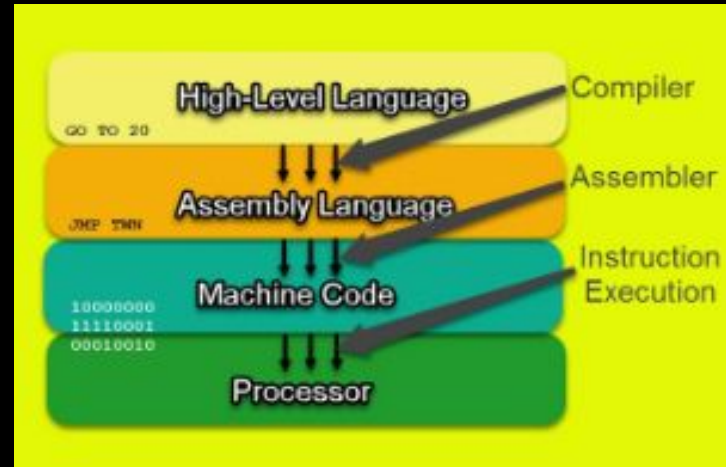 High-Level Language
GO TO 20
Compiler
Assembly Language
JMP TWN
Assembler
Machine Code
10000000
11110001
00010010
Instruction
Execution
Processor